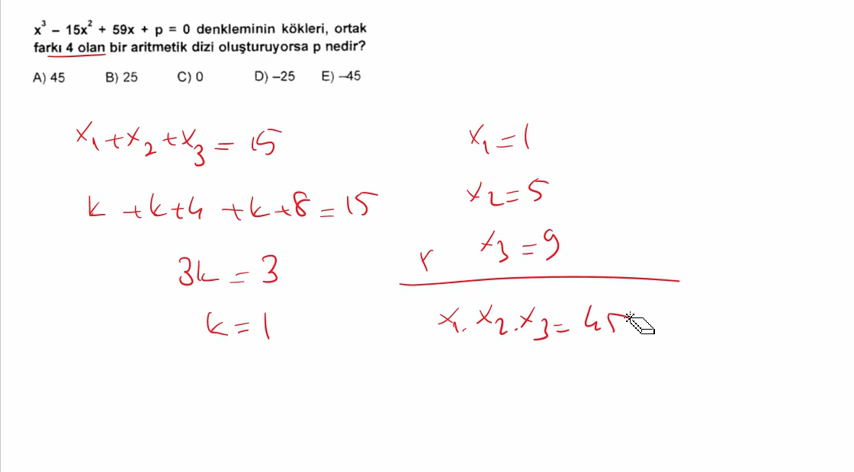 x³ – 15x² + 59x + p = 0 denkleminin kökleri, ortak
farkı 4 olan bir aritmetik dizi oluşturuyorsa p nedir?
A) 45 B) 25 C) 0 D) –25 E) –45
x₁ + x₂ + x₃ = 15
k + k+4 + k+8 = 15
3k = 3
k = 1
x₁ = 1
x₂ = 5
x x₃ = 9
x₁ . x₂ . x₃ = 45